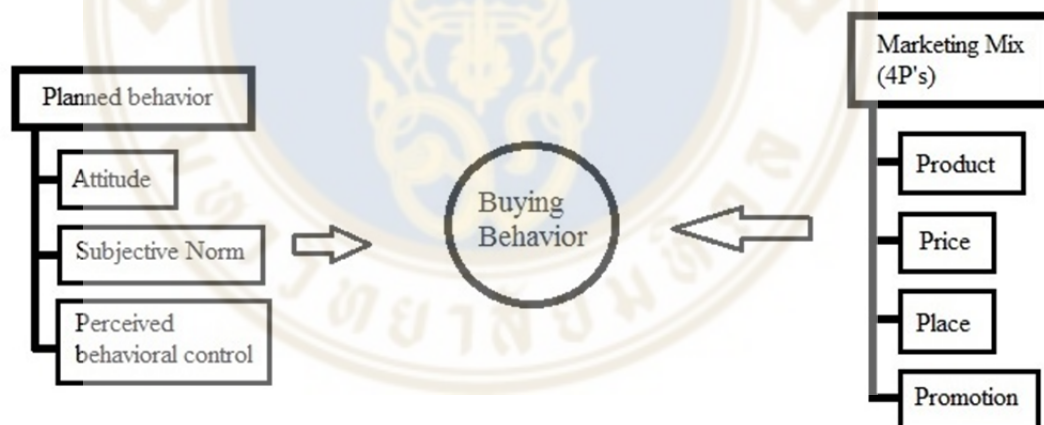 Planned behavior
Attitude
Subjective Norm
Perceived
behavioral control
Buying
Behavior
Marketing Mix
(4P's)
Product
Price
Place
Promotion